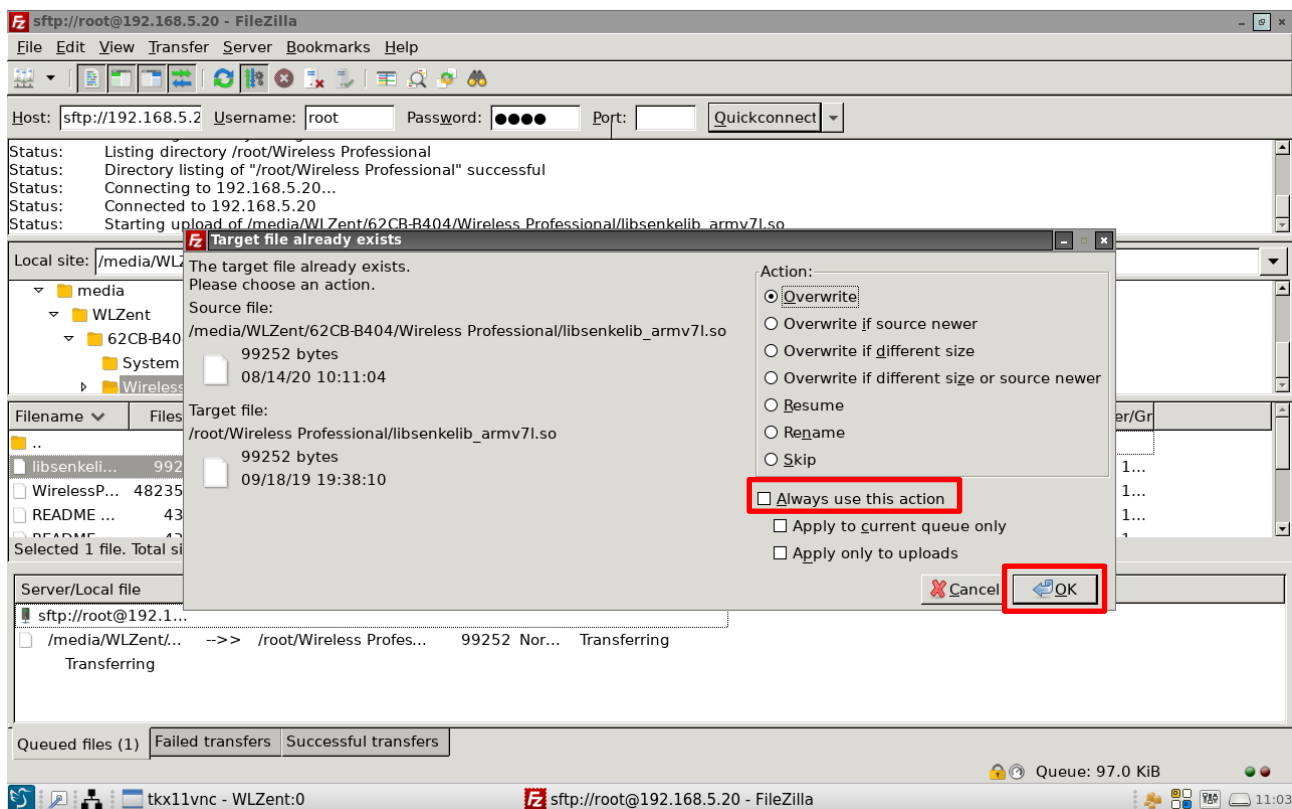 sftp://root@192.168.5.20 - FileZilla
File Edit View Transfer Server Bookmarks Help
Host: sftp://192.168.5.2 Username: root Password: ●●●● Port: Quickconnect
Status: Listing directory /root/Wireless Professional
Status: Directory listing of "/root/Wireless Professional" successful
Status: Connecting to 192.168.5.20...
Status: Connected to 192.168.5.20
Status: Starting upload of /media/WLZent/62CB-B404/Wireless Professional/libsenkelib_armv7l.so
Local site: /media/WLZ
media
WLZent
62CB-B40
System
Wireless
Filename Files
er/Gr
..
libsenkeli... 992
1...
WirelessP... 48235
1...
README ... 43
1...
Selected 1 file. Total si
Target file already exists
The target file already exists.
Please choose an action.
Source file:
/media/WLZent/62CB-B404/Wireless Professional/libsenkelib_armv7l.so
99252 bytes
08/14/20 10:11:04
Target file:
/root/Wireless Professional/libsenkelib_armv7l.so
99252 bytes
09/18/19 19:38:10
Action:
Overwrite
Overwrite if source newer
Overwrite if different size
Overwrite if different size or source newer
Resume
Rename
Skip
Always use this action
Apply to current queue only
Apply only to uploads
Cancel OK
Server/Local file
sftp://root@192.1...
/media/WLZent/... -->> /root/Wireless Profes... 99252 Nor... Transferring
Transferring
Queued files (1) Failed transfers Successful transfers
Queue: 97.0 KiB
tkx11vnc - WLZent:0 sftp://root@192.168.5.20 - FileZilla 11:03